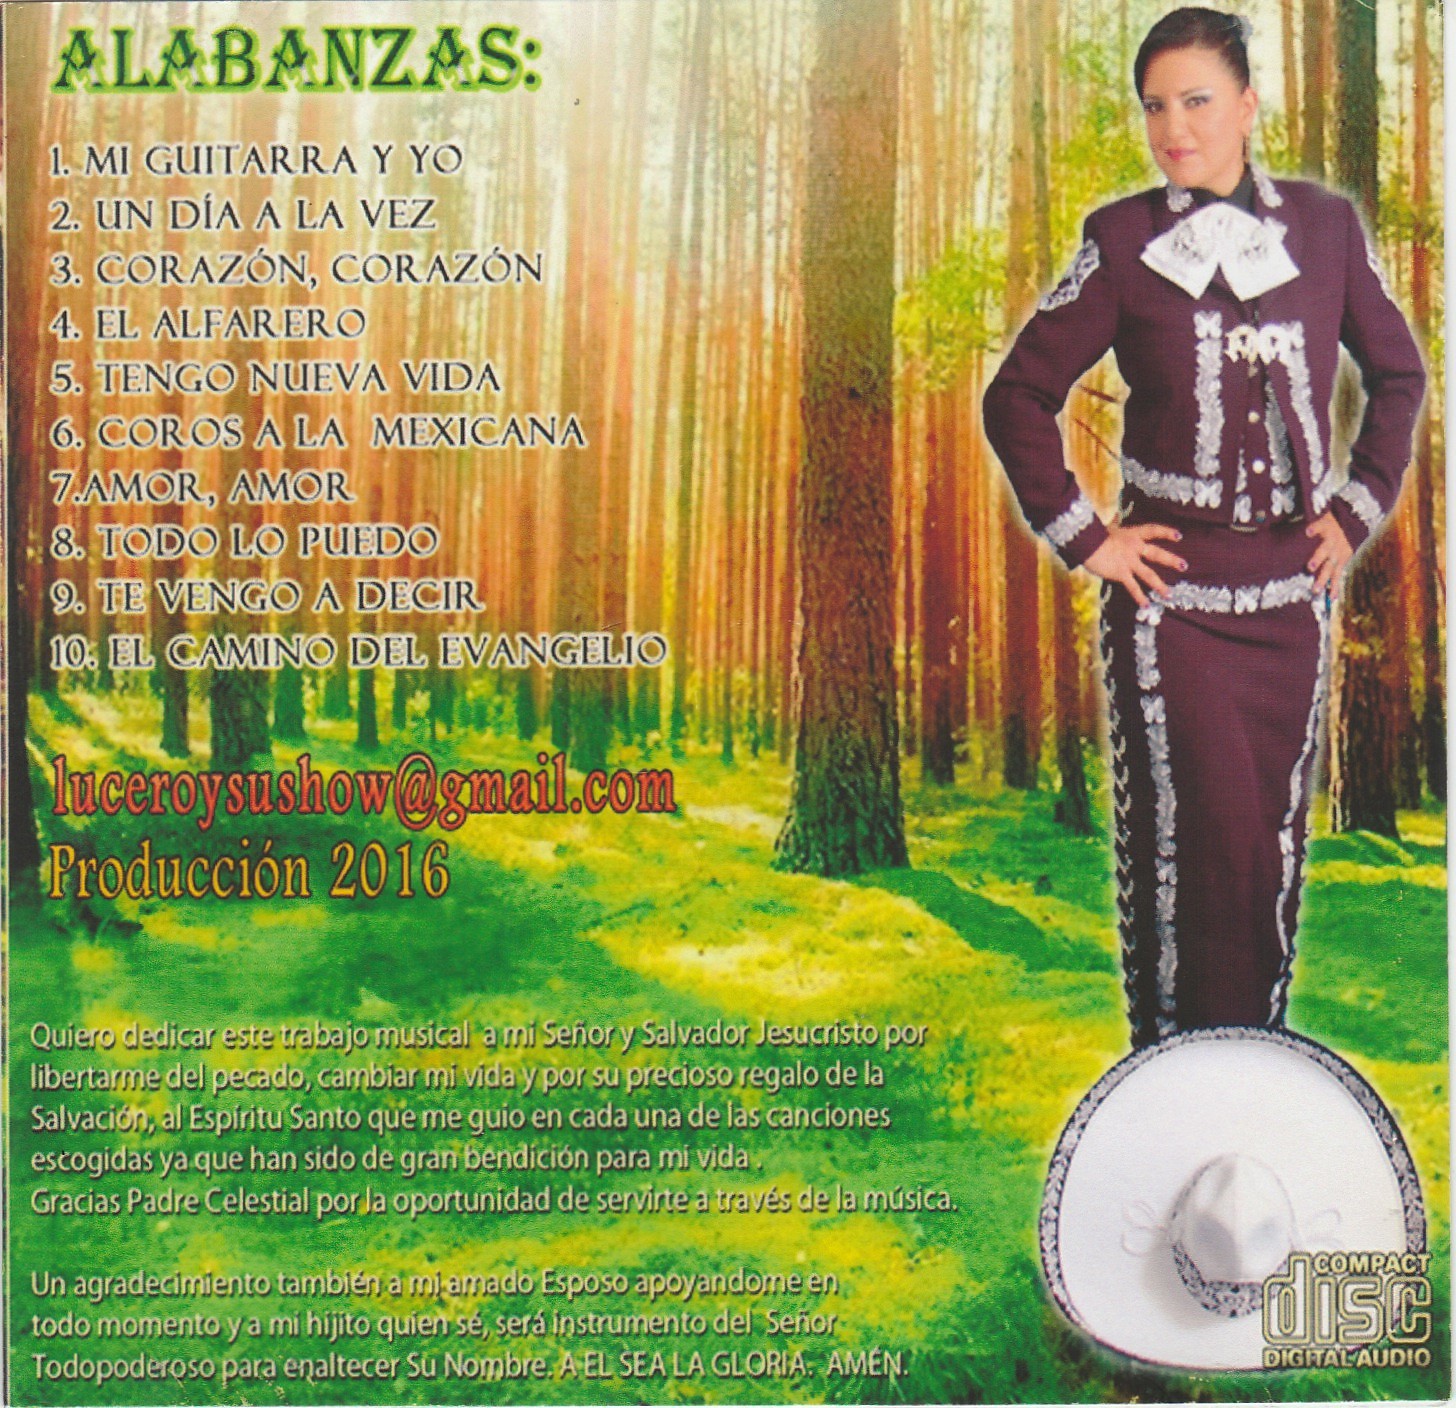 ALABANZAS:
1. MI GUITARRA Y YO
2. UN DÍA A LA VEZ
3. CORAZÓN, CORAZÓN
4. EL ALFARERO
5. TENGO NUEVA VIDA
6. COROS A LA MEXICANA
7.AMOR, AMOR
8. TODO LO PUEDO
9. TE VENGO A DECIR
10. EL CAMINO DEL EVANGELIO
luceroysushow@gmail.com
Producción 2016
Quiero dedicar este trabajo musical a mi Señor y Salvador Jesucristo por
libertarme del pecado, cambiar mi vida y por su precioso regalo de la
Salvación, al Espíritu Santo que me guio en cada una de las canciones
escogidas ya que han sido de gran bendición para mi vida .
Gracias Padre Celestial por la oportunidad de servirte a través de la música.
Un agradecimiento también a mi amado Esposo apoyandome en
todo momento y a mi hijito quien sé, será instrumento del Señor
Todopoderoso para enaltecer Su Nombre. A EL SEA LA GLORIA. AMÉN.
COMPACT
disc
DIGITAL AUDIO